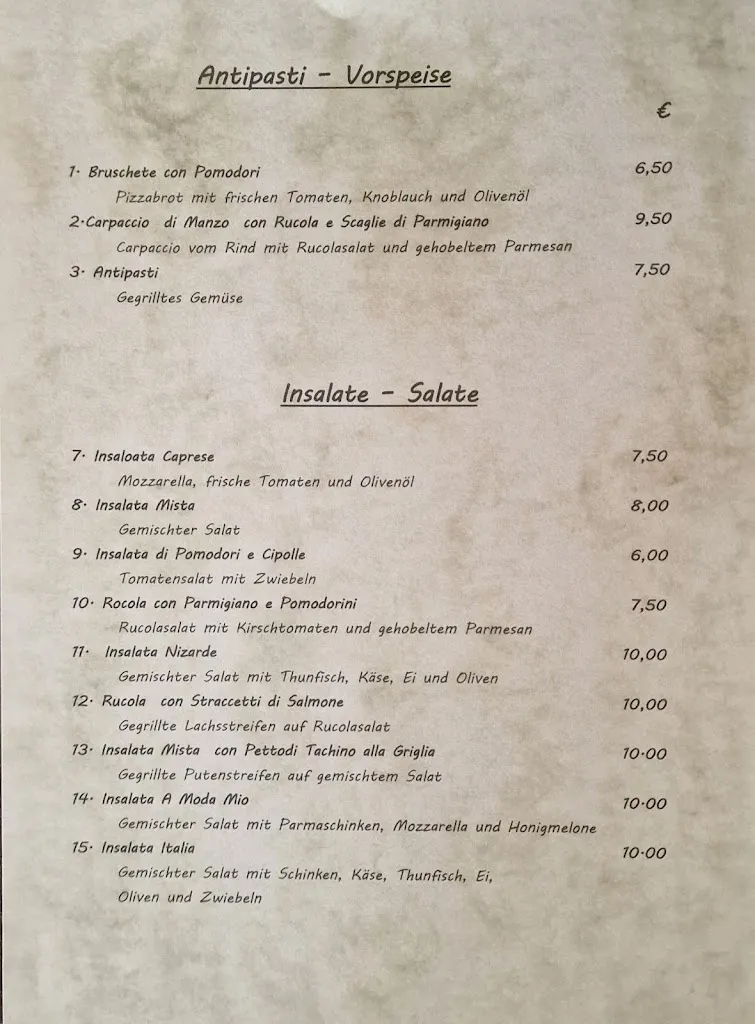 Antipasti - Vorspeise
€
1. Bruschete con Pomodori 6,50
Pizzabrot mit frischen Tomaten, Knoblauch und Olivenöl
2.Carpaccio di Manzo con Rucola e Scaglie di Parmigiano 9,50
Carpaccio vom Rind mit Rucolasalat und gehobeltem Parmesan
3. Antipasti 7,50
Gegrilltes Gemüse
Insalate - Salate
7. Insaloata Caprese 7,50
Mozzarella, frische Tomaten und Olivenöl
8. Insalata Mista 8,00
Gemischter Salat
9. Insalata di Pomodori e Cipolle 6,00
Tomatensalat mit Zwiebeln
10. Rocola con Parmigiano e Pomodorini 7,50
Rucolasalat mit Kirschtomaten und gehobeltem Parmesan
11. Insalata Nizarde 10,00
Gemischter Salat mit Thunfisch, Käse, Ei und Oliven
12. Rucola con Straccetti di Salmone 10,00
Gegrillte Lachsstreifen auf Rucolasalat
13. Insalata Mista con Pettodi Tachino alla Griglia 10.00
Gegrillte Putenstreifen auf gemischtem Salat
14. Insalata A Moda Mio 10.00
Gemischter Salat mit Parmaschinken, Mozzarella und Honigmelone
15. Insalata Italia 10.00
Gemischter Salat mit Schinken, Käse, Thunfisch, Ei,
Oliven und Zwiebeln